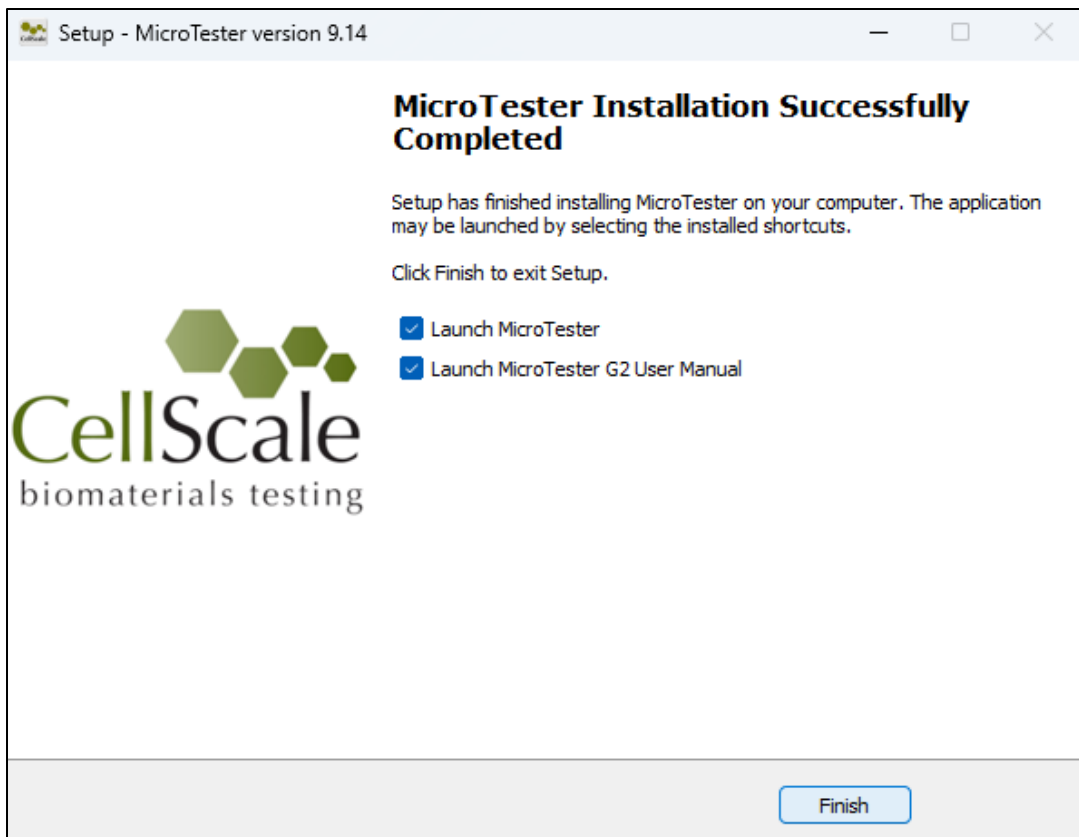 Setup - MicroTester version 9.14
MicroTester Installation Successfully
Completed
Setup has finished installing MicroTester on your computer. The application
may be launched by selecting the installed shortcuts.
Click Finish to exit Setup.
Launch MicroTester
Launch MicroTester G2 User Manual
CellScale
biomaterials testing
Finish